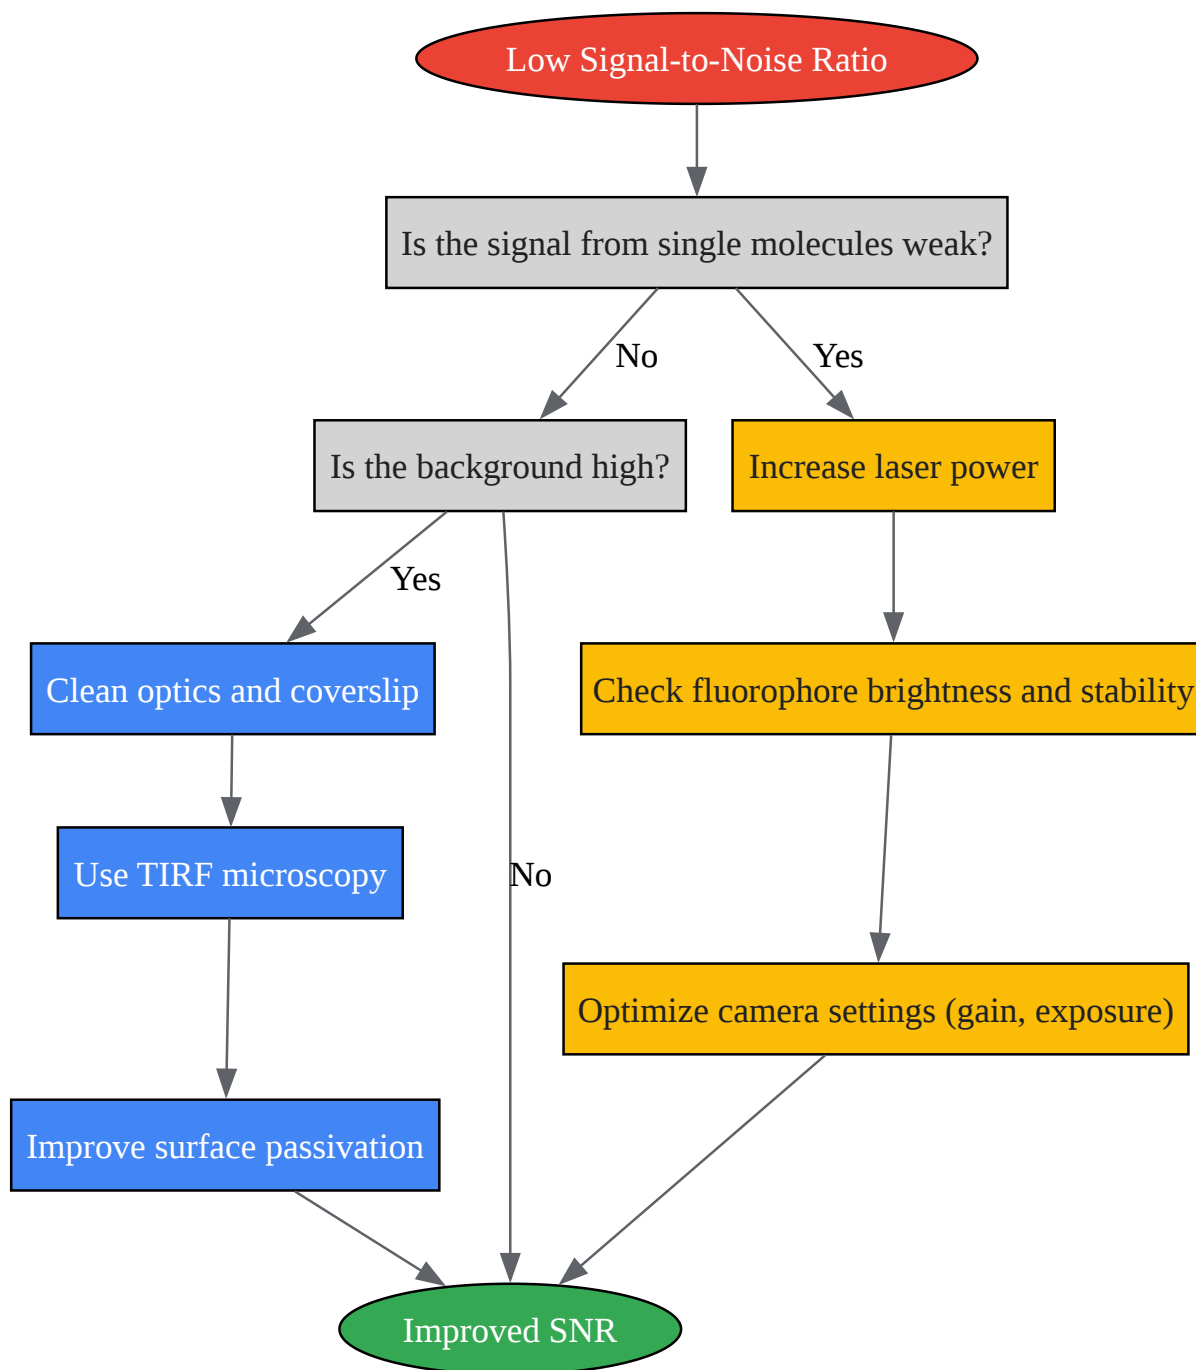 Low Signal-to-Noise Ratio
Is the signal from single molecules weak?
No
Yes
Is the background high?
Increase laser power
Yes
Clean optics and coverslip
Check fluorophore brightness and stability
Use TIRF microscopy
No
Optimize camera settings (gain, exposure)
Improve surface passivation
Improved SNR